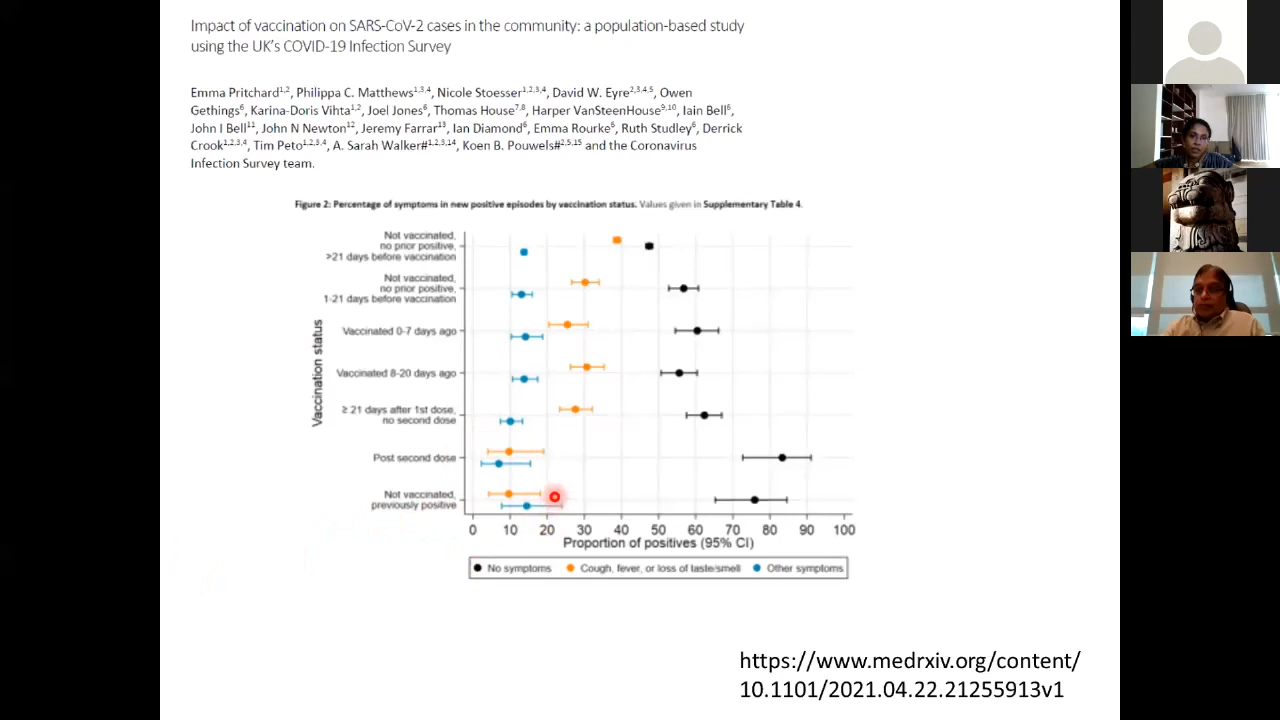 Impact of vaccination on SARS-CoV-2 cases in the community: a population-based study
using the UK's COVID-19 Infection Survey
Emma Pritchard1,2, Philippa C. Matthews1,3,4, Nicole Stoesser1,2,3,4, David W. Eyre2,3,4,5, Owen
Gethings6, Karina-Doris Vihta1,2, Joel Jones6, Thomas House7,8, Harper VanSteenHouse9,10, Iain Bell6,
John I Bell11, John N Newton12, Jeremy Farrar13, Ian Diamond6, Emma Rourke6, Ruth Studley6, Derrick
Crook1,2,3,4, Tim Peto1,2,3,4, A. Sarah Walker#1,2,3,14, Koen B. Pouwels#2,5,15 and the Coronavirus
Infection Survey team.
Figure 2: Percentage of symptoms in new positive episodes by vaccination status. Values given in Supplementary Table 4.
Vaccination status
Not vaccinated,
no prior positive,
>21 days before vaccination
Not vaccinated,
no prior positive,
1-21 days before vaccination
Vaccinated 0-7 days ago
Vaccinated 8-20 days ago
≥ 21 days after 1st dose,
no second dose
Post second dose
Not vaccinated,
previously positive
0 10 20 30 40 50 60 70 80 90 100
Proportion of positives (95% CI)
No symptoms Cough, fever, or loss of taste/smell Other symptoms
https://www.medrxiv.org/content/
10.1101/2021.04.22.21255913v1